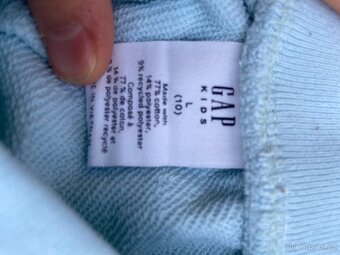 GAP
KIDS
L
(10)
Made with:
77% cotton,
14% polyester,
9% recycled polyester
Composé à
77 % de coton,
14 % de polyester et
9 % de polyester recyclé